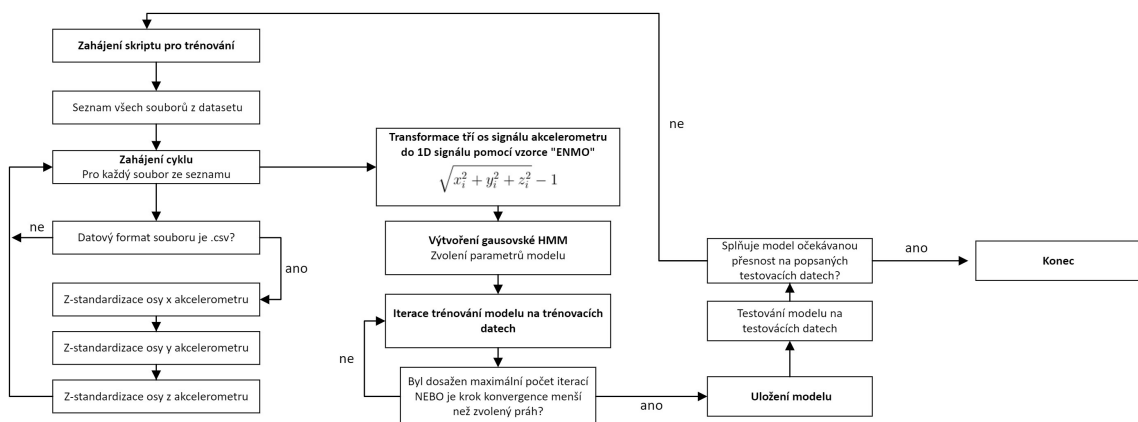 Zahájení skriptu pro trénování
Seznam všech souborů z datasetu
Zahájení cyklu
Pro každý soubor ze seznamu
ne
Datový format souboru je .csv?
ano
Z-standardizace osy x akcelerometru
Z-standardizace osy y akcelerometru
Z-standardizace osy z akcelerometru
Transformace tří os signálu akcelerometru
do 1D signálu pomocí vzorce "ENMO"
√(x_i^2 + y_i^2 + z_i^2) − 1
Výtvoření gausovské HMM
Zvolení parametrů modelu
Iterace trénování modelu na trénovacích
datech
ne
Byl dosažen maximální počet iterací
NEBO je krok konvergence menší
než zvolený práh?
ano
Uložení modelu
Testování modelu na
testovácích datech
Splňuje model očekávanou
přesnost na popsaných
testovacích datech?
ne
ano
Konec